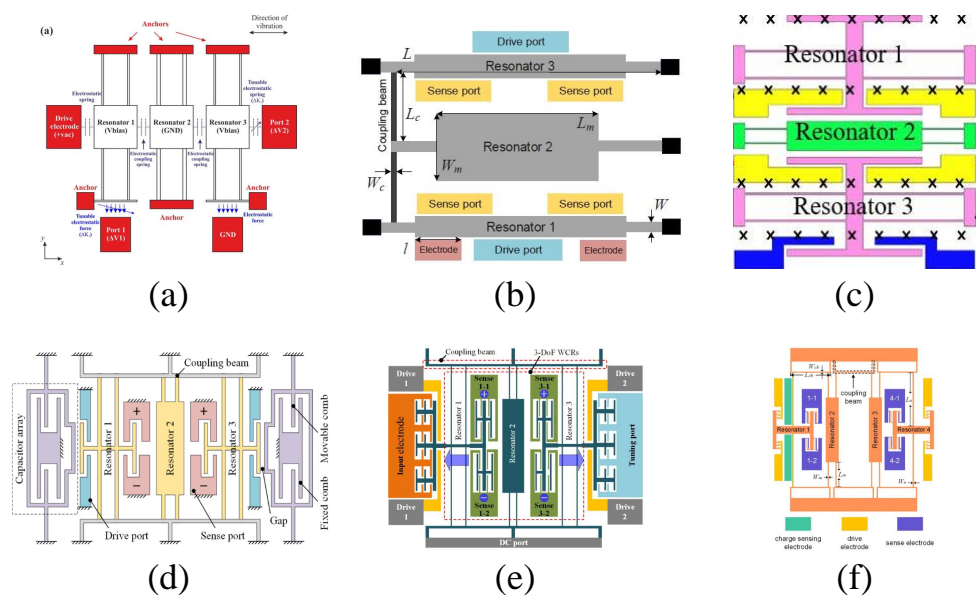 (a)
Anchors
Direction of
vibration
Tunable
electrostatic
spring
(ΔKₛ)
Electrostatic
spring
Drive
electrode
(+vac)
Resonator 1
(Vbias)
Resonator 2
(GND)
Resonator 3
(Vbias)
Port 2
(ΔV2)
Electrostatic
coupling
spring
Electrostatic
coupling
spring
Anchor
Anchor
Anchor
Tunable
electrostatic
force
Port 1
(ΔV1)
GND
Electrostatic
force
y
x
(a)
Drive port
L
Resonator 3
Sense port
Sense port
Coupling beam
L_c
L_m
Resonator 2
W_m
W_c
Sense port
Sense port
W
Resonator 1
l
Electrode
Drive port
Electrode
(b)
x x x x x x x
Resonator 1
x x x x x x x
Resonator 2
x x x x x x x
Resonator 3
x x x x x x x
(c)
Coupling beam
Capacitor array
Resonator 1
+
Resonator 2
+
Resonator 3
Movable comb
−
−
Gap
Fixed comb
Drive port
Sense port
(d)
Coupling beam
3-DoF WCRs
Drive
1
Sense
1-1
Sense
3-1
Drive
2
Input electrode
Resonator 1
+
Resonator 2
+
Resonator 3
Tuning port
−
−
Drive
1
Sense
1-2
Sense
3-2
Drive
2
DC port
(e)
coupling
beam
1-1
4-1
Resonator 1
Resonator 2
Resonator 3
Resonator 4
1-2
4-2
charge sensing
electrode
drive
electrode
sense electrode
(f)